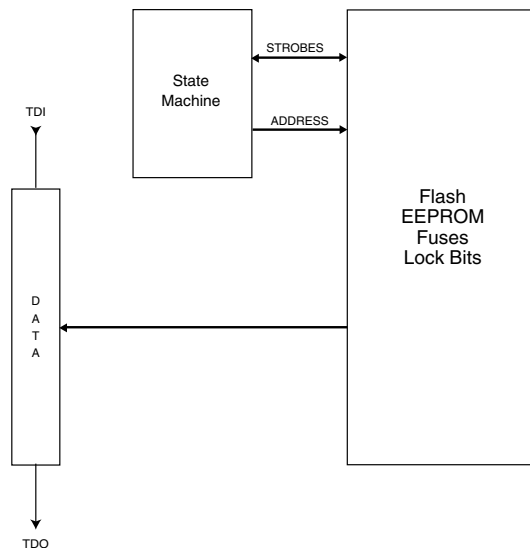 STROBES
State
Machine
ADDRESS
TDI
Flash
EEPROM
Fuses
Lock Bits
D
A
T
A
TDO